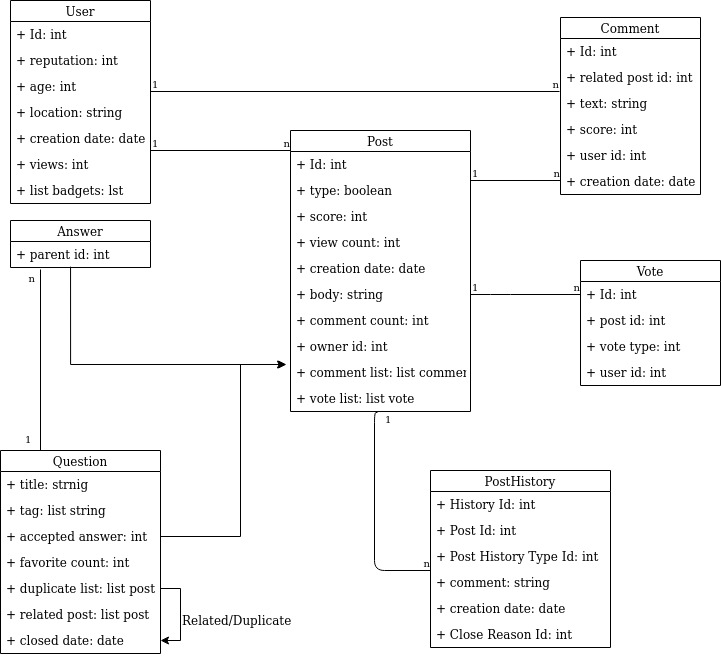 User
+ Id: int
+ reputation: int
+ age: int
+ location: string
+ creation date: date
+ views: int
+ list badgets: lst
1
n
1
n
Comment
+ Id: int
+ related post id: int
+ text: string
+ score: int
+ user id: int
+ creation date: date
Post
+ Id: int
+ type: boolean
+ score: int
+ view count: int
+ creation date: date
+ body: string
+ comment count: int
+ owner id: int
+ comment list: list commer
+ vote list: list vote
1
n
1
n
Answer
+ parent id: int
n
1
Vote
+ Id: int
+ post id: int
+ vote type: int
+ user id: int
1
n
Question
+ title: strnig
+ tag: list string
+ accepted answer: int
+ favorite count: int
+ duplicate list: list post
+ related post: list post
+ closed date: date
Related/Duplicate
PostHistory
+ History Id: int
+ Post Id: int
+ Post History Type Id: int
+ comment: string
+ creation date: date
+ Close Reason Id: int